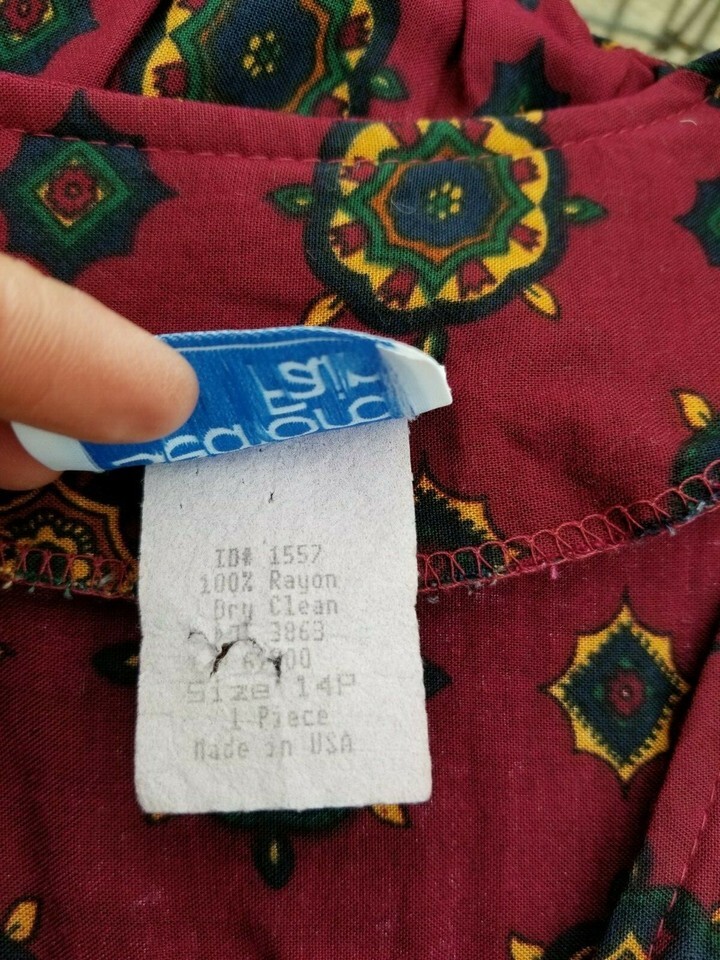 ID# 1557
100% Rayon
Dry Clean
3863
Size 14P
1 Piece
Made in USA